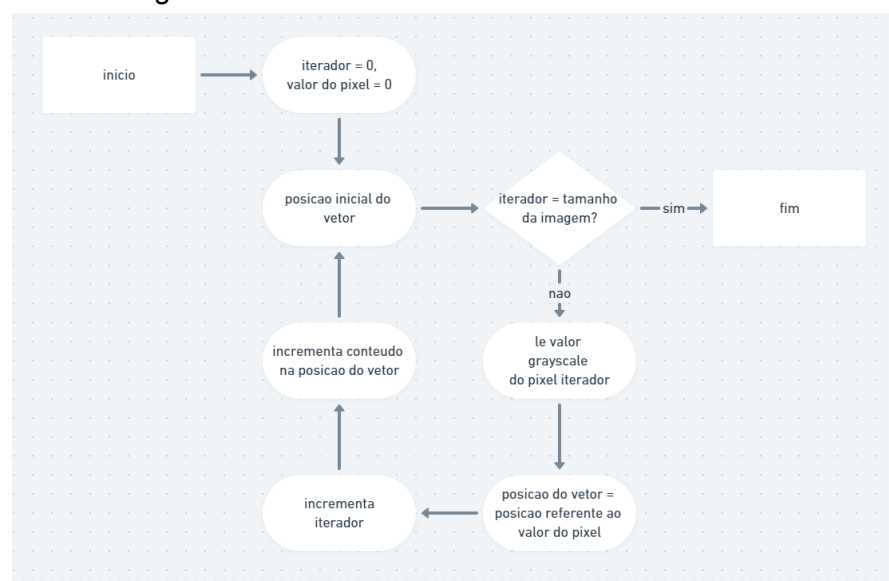 inicio
iterador = 0,
valor do pixel = 0
posicao inicial do
vetor
iterador = tamanho
da imagem?
sim
fim
nao
le valor
grayscale
do pixel iterador
posicao do vetor =
posicao referente ao
valor do pixel
incrementa
iterador
incrementa conteudo
na posicao do vetor